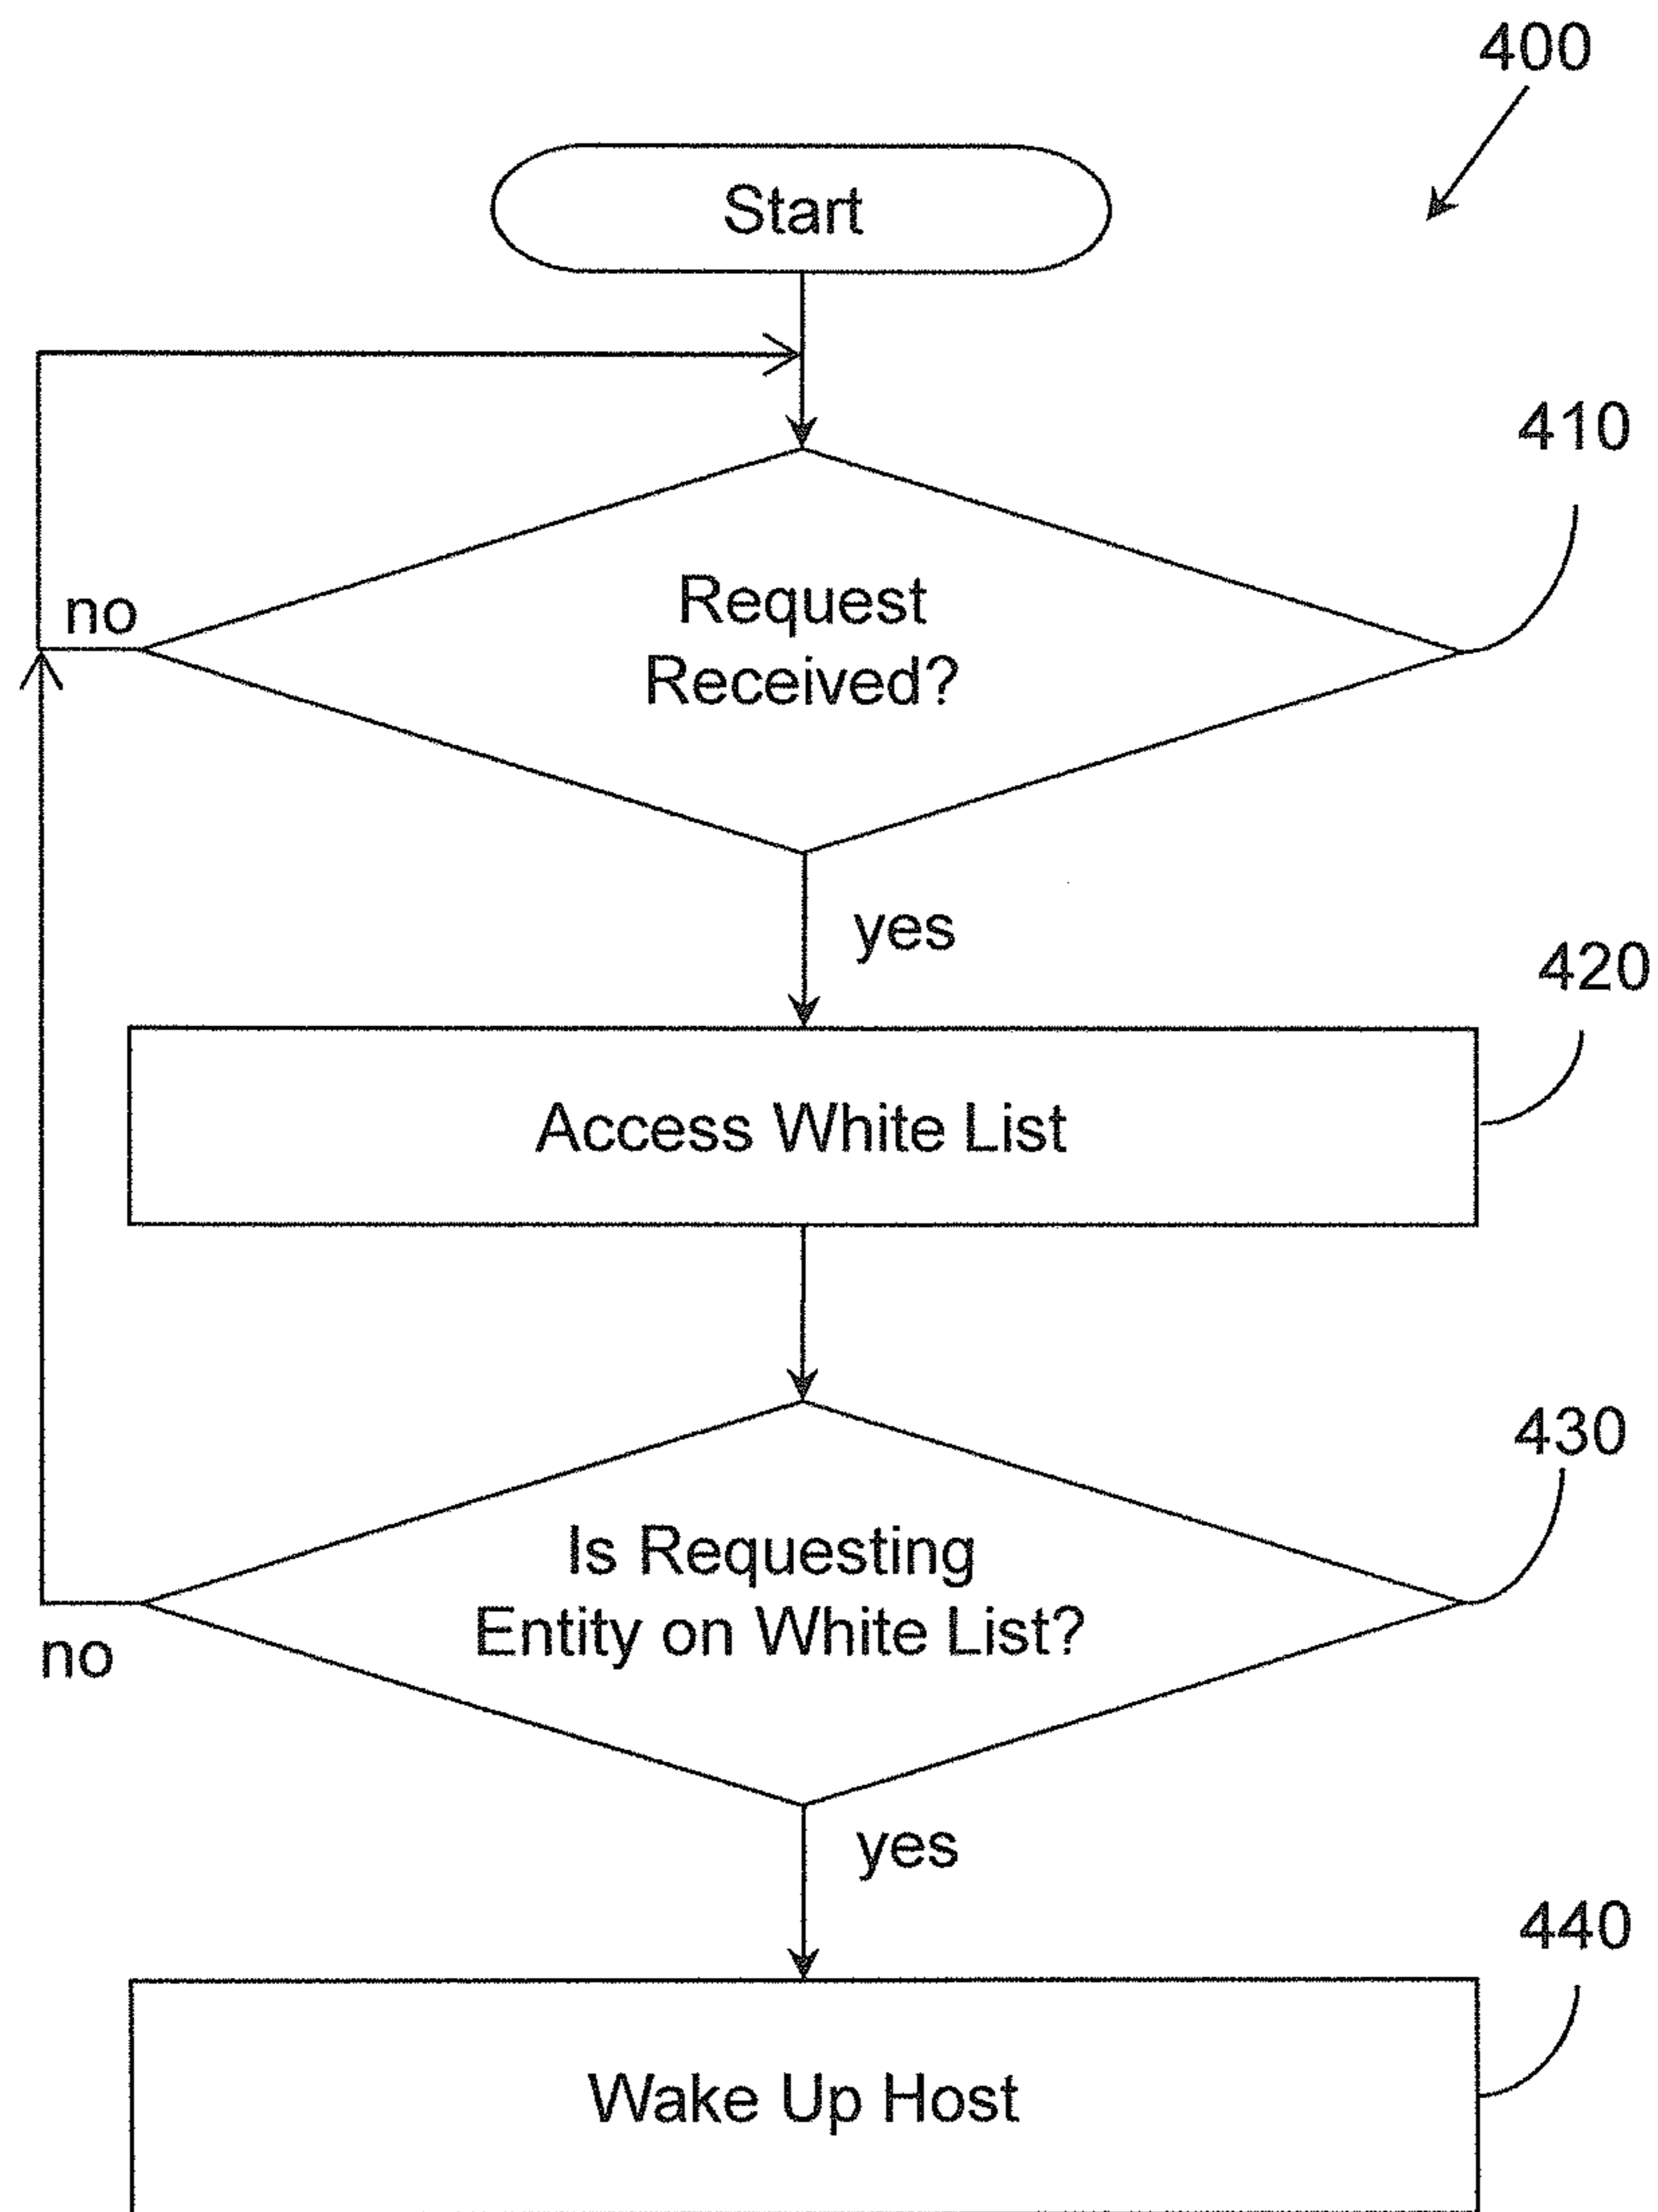 400
Start
410
no
Request
Received?
yes
420
Access White List
430
Is Requesting
Entity on White List?
no
yes
440
Wake Up Host